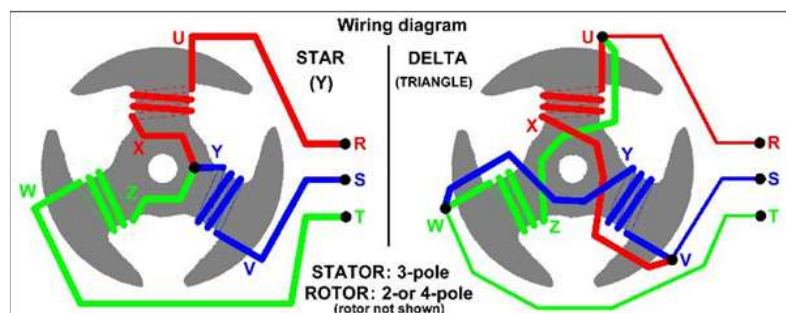 Wiring diagram
U
STAR
(Y)
X
R
W
Z
Y
S
T
V
DELTA
(TRIANGLE)
U
X
R
Y
S
W
Z
T
V
STATOR: 3-pole
ROTOR: 2-or 4-pole
(rotor not shown)